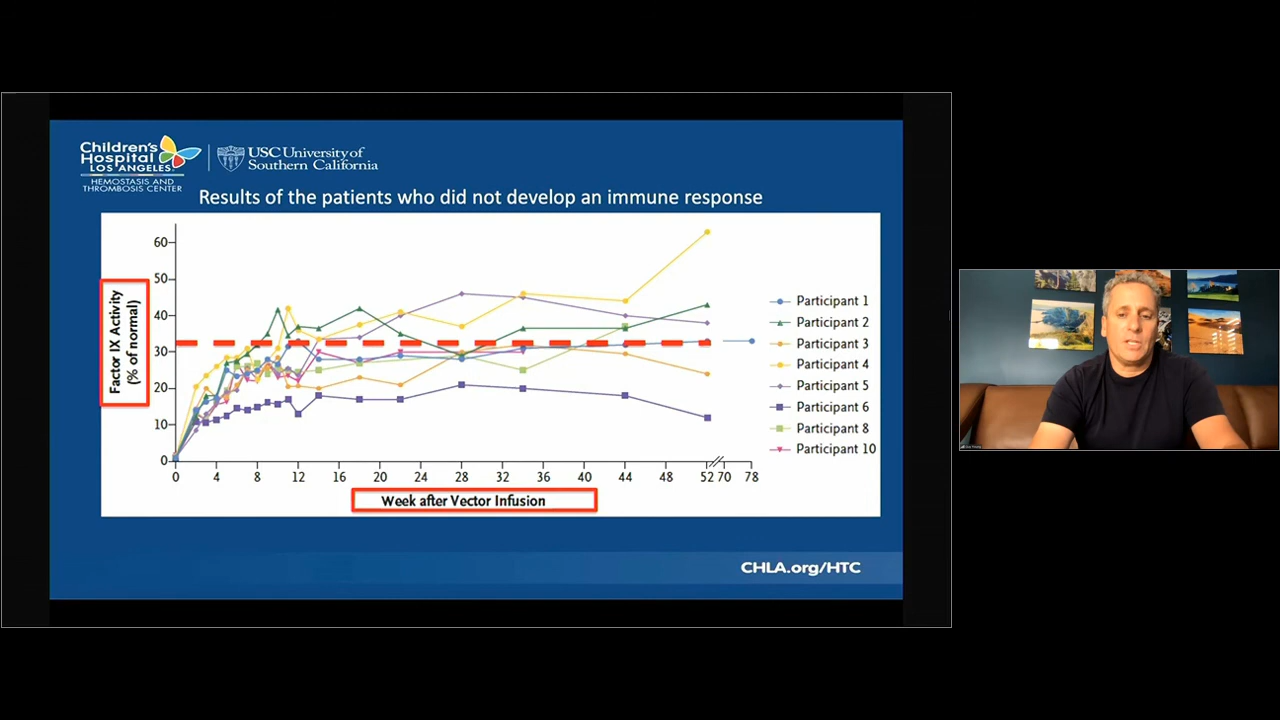 Children's
Hospital
LOS ANGELES
HEMOSTASIS AND
THROMBOSIS CENTER
USC University of
Southern California
Results of the patients who did not develop an immune response
Factor IX Activity
(% of normal)
60
50
40
30
20
10
0
0 4 8 12 16 20 24 28 32 36 40 44 48 52 70 78
Week after Vector Infusion
Participant 1
Participant 2
Participant 3
Participant 4
Participant 5
Participant 6
Participant 8
Participant 10
CHLA.org/HTC